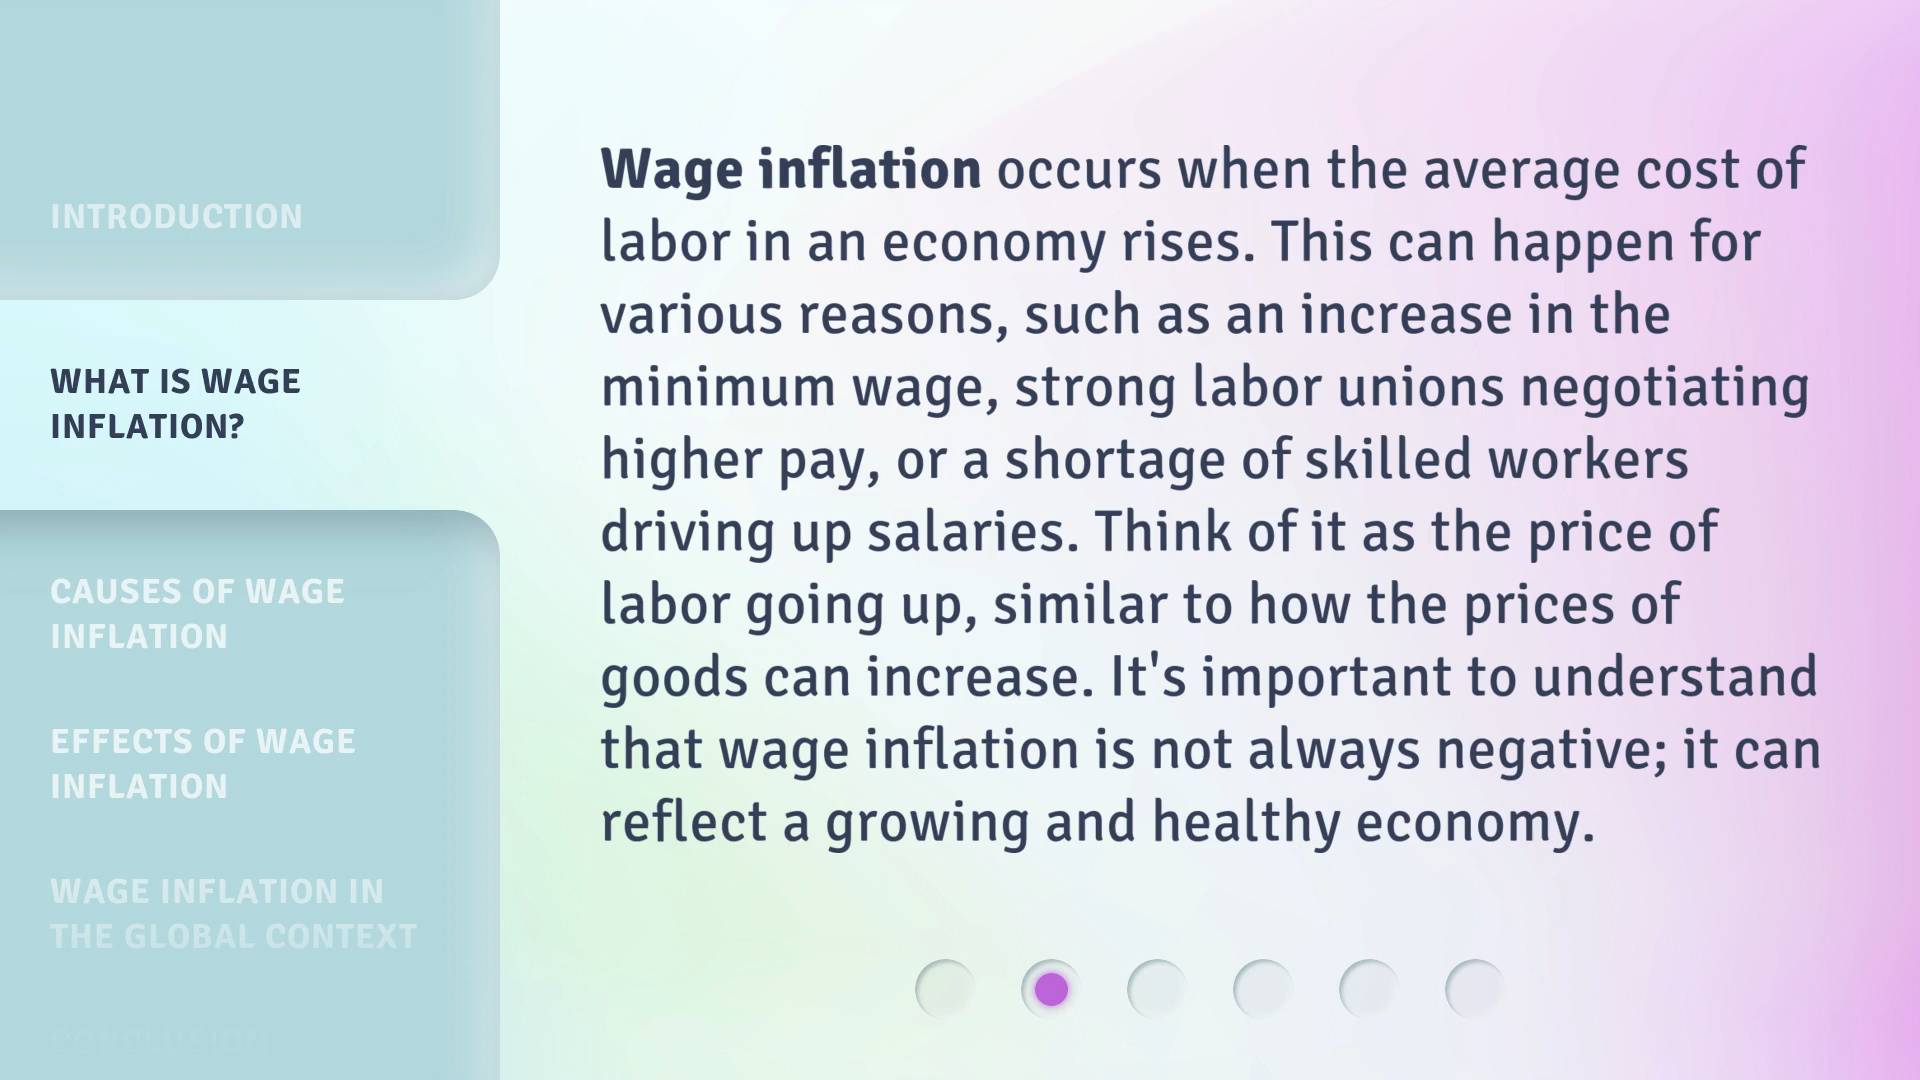 INTRODUCTION
WHAT IS WAGE
INFLATION?
CAUSES OF WAGE
INFLATION
EFFECTS OF WAGE
INFLATION
WAGE INFLATION IN
THE GLOBAL CONTEXT
CONCLUSION
Wage inflation occurs when the average cost of
labor in an economy rises. This can happen for
various reasons, such as an increase in the
minimum wage, strong labor unions negotiating
higher pay, or a shortage of skilled workers
driving up salaries. Think of it as the price of
labor going up, similar to how the prices of
goods can increase. It's important to understand
that wage inflation is not always negative; it can
reflect a growing and healthy economy.